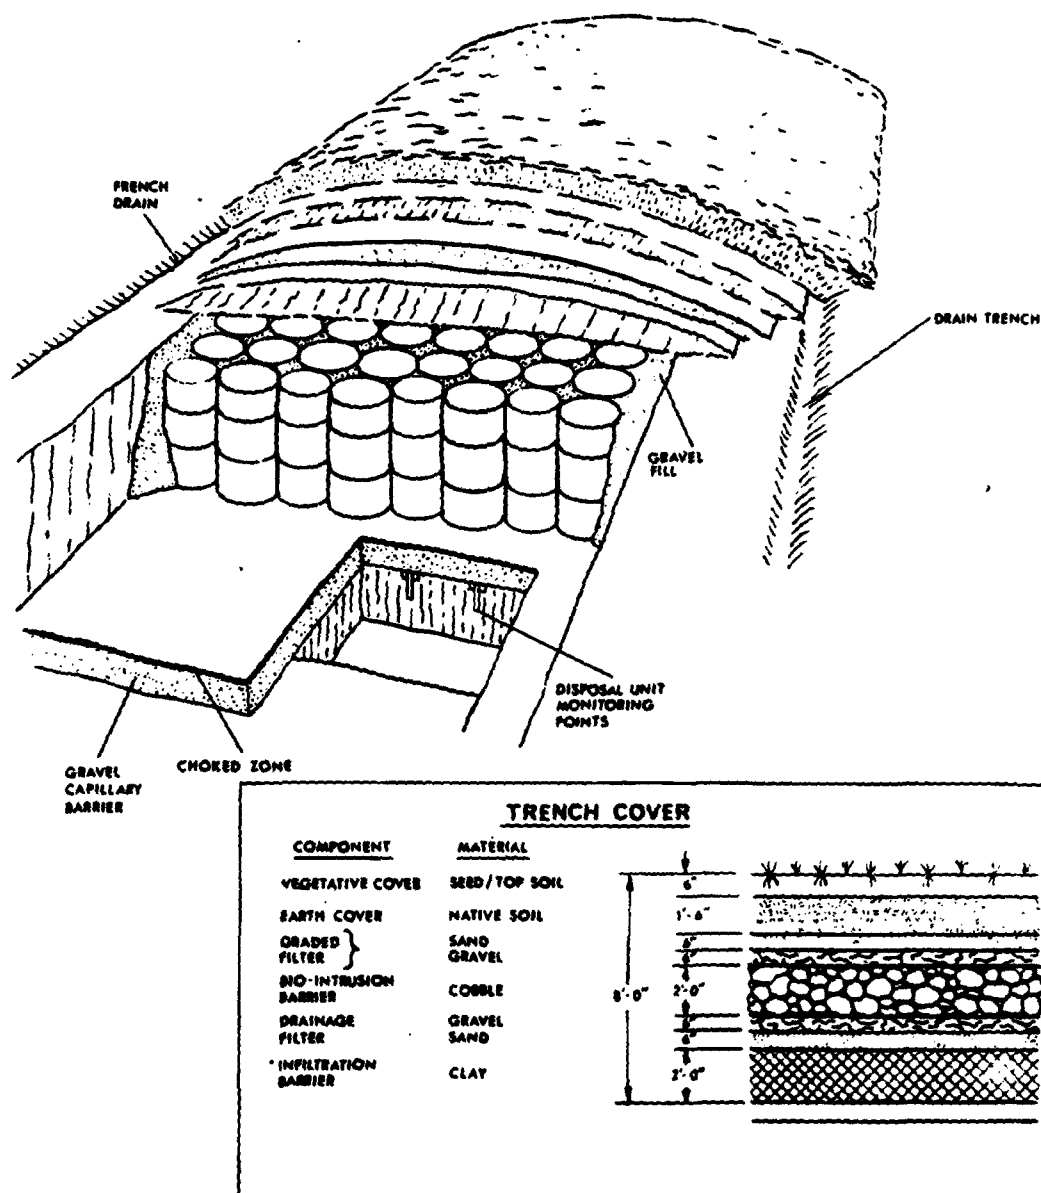 FRENCH
DRAIN
DRAIN TRENCH
GRAVEL
FILL
DISPOSAL UNIT
MONITORING
POINTS
CHOKED ZONE
GRAVEL
CAPILLARY
BARRIER
TRENCH COVER
COMPONENT MATERIAL
VEGETATIVE COVER SEED/TOP SOIL 6"
EARTH COVER NATIVE SOIL 1'-6"
GRADED SAND 6"
FILTER GRAVEL 6"
BIO-INTRUSION
BARRIER COBBLE 8'-0" 2'-0"
DRAINAGE GRAVEL
FILTER SAND 6"
INFILTRATION
BARRIER CLAY 2'-0"